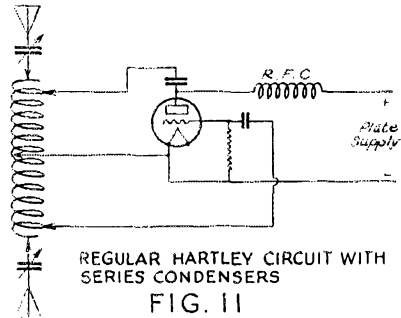 R.F.C
+
Plate
Supply
-
REGULAR HARTLEY CIRCUIT WITH
SERIES CONDENSERS
FIG. 11